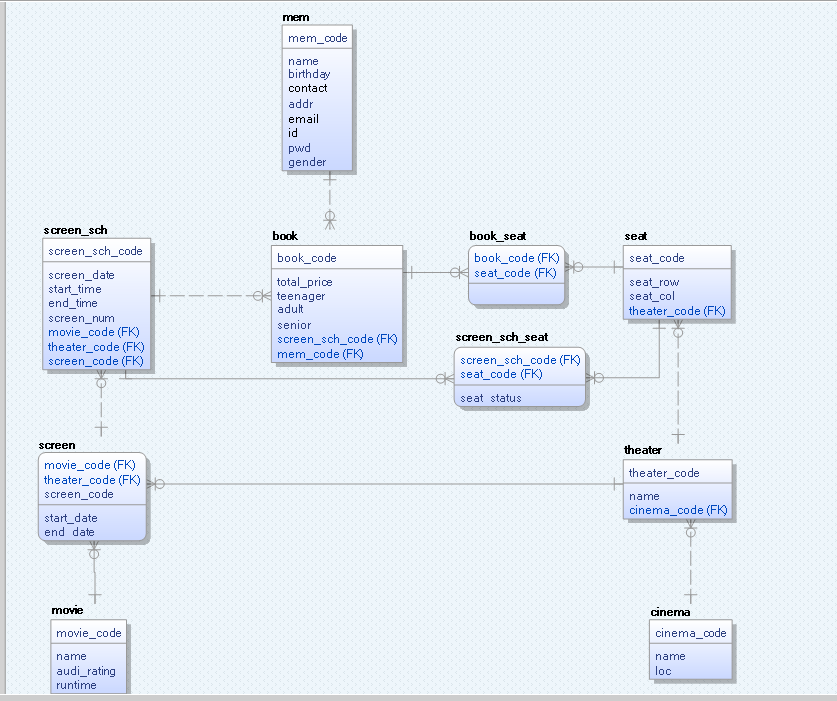 mem
mem_code
name
birthday
contact
addr
email
id
pwd
gender
screen_sch
screen_sch_code
screen_date
start_time
end_time
screen_num
movie_code (FK)
theater_code (FK)
screen_code (FK)
book
book_code
total_price
teenager
adult
senior
screen_sch_code (FK)
mem_code (FK)
book_seat
book_code (FK)
seat_code (FK)
seat
seat_code
seat_row
seat_col
theater_code (FK)
screen_sch_seat
screen_sch_code (FK)
seat_code (FK)
seat_status
screen
movie_code (FK)
theater_code (FK)
screen_code
start_date
end_date
theater
theater_code
name
cinema_code (FK)
movie
movie_code
name
audi_rating
runtime
cinema
cinema_code
name
loc